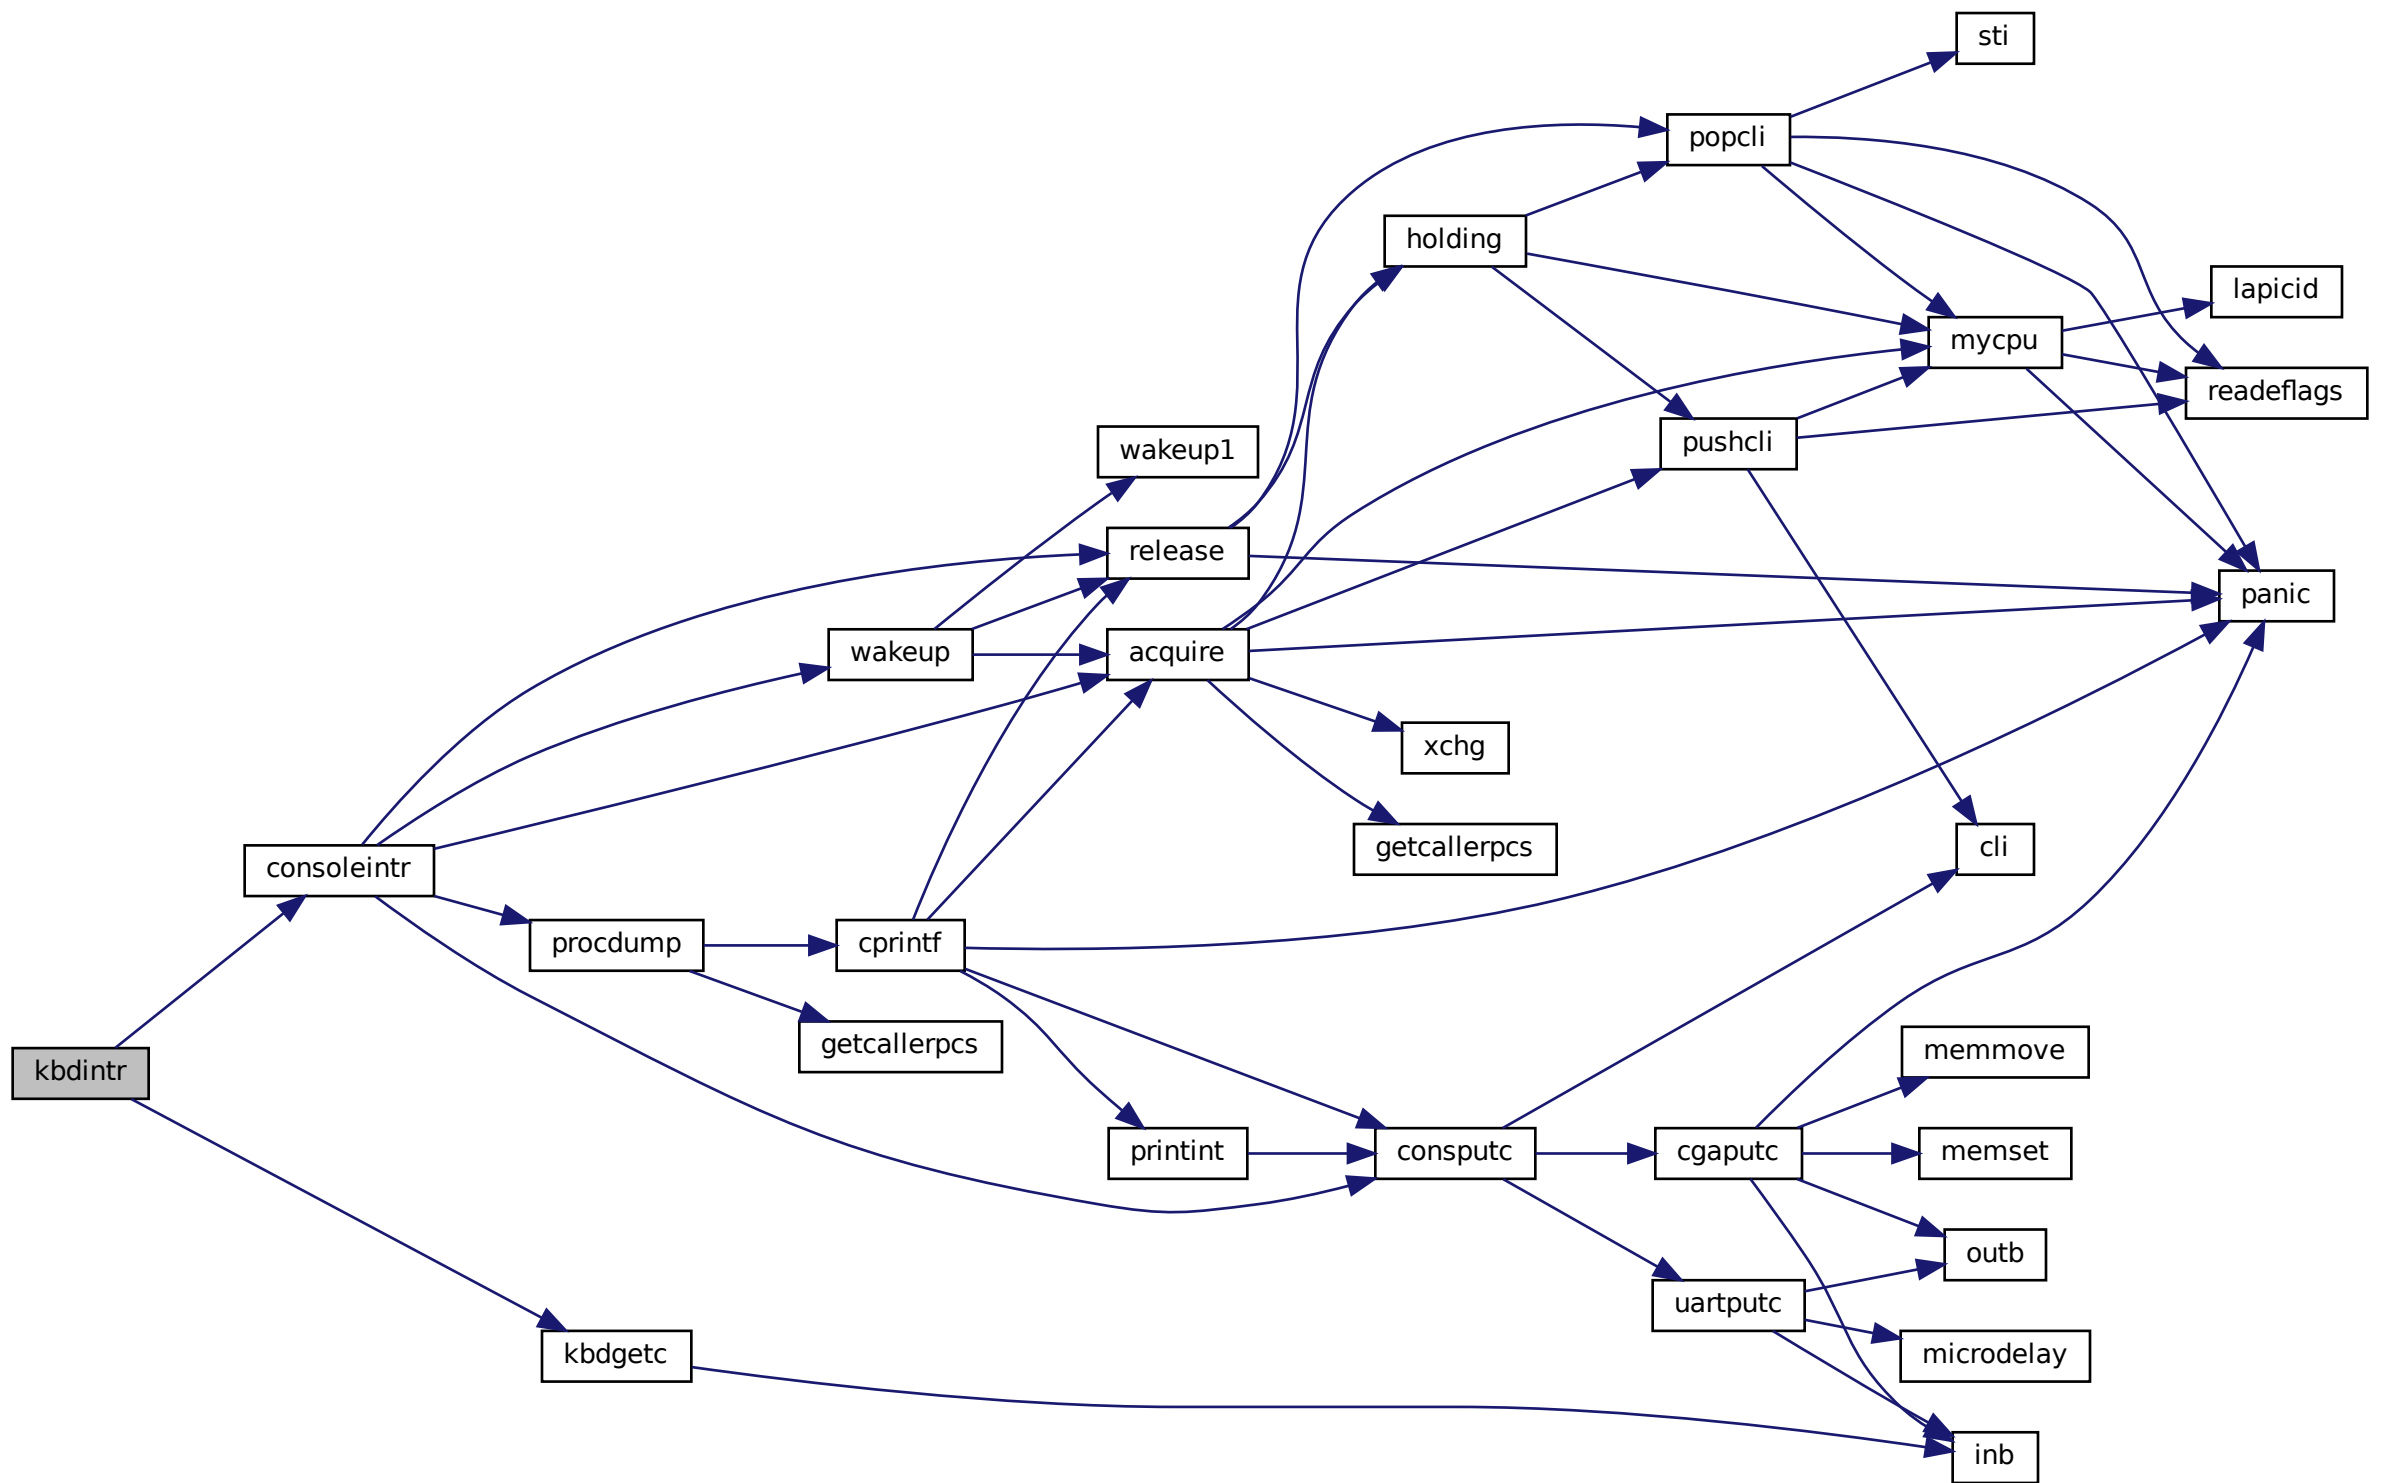 sti
popcli
holding
lapicid
mycpu
readeflags
wakeup1
pushcli
release
panic
wakeup
acquire
xchg
getcallerpcs
cli
consoleintr
procdump
cprintf
getcallerpcs
memmove
kbdintr
printint
consputc
cgaputc
memset
outb
uartputc
kbdgetc
microdelay
inb